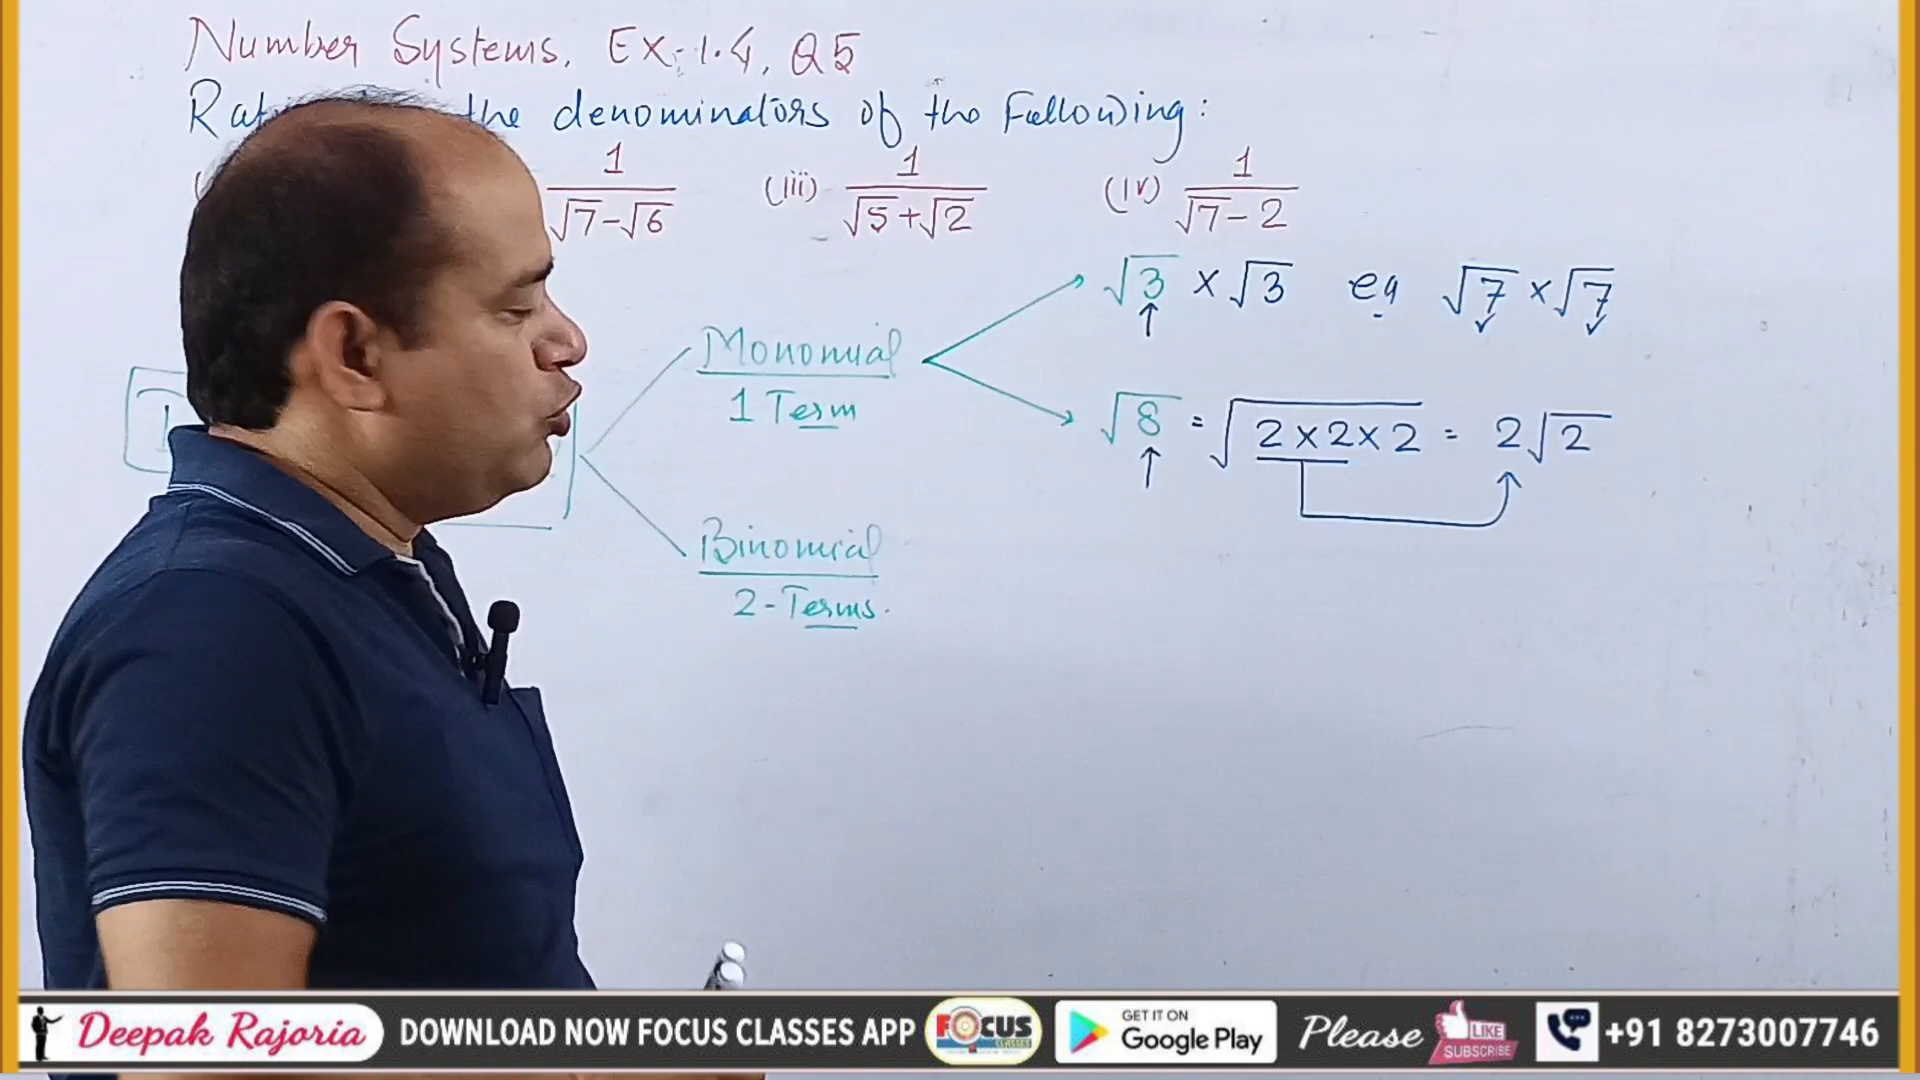 Number Systems, Ex-1.4, Q5
the denominators of the Following:
1/(√7-√6) (iii) 1/(√5+√2) (iv) 1/(√7-2)
√3 × √3 eg √7 × √7
Monomial
1 Term
√8 = √2×2×2 = 2√2
Binomial
2-Terms.
Deepak Rajoria DOWNLOAD NOW FOCUS CLASSES APP FOCUS CLASSES GET IT ON Google Play Please LIKE SUBSCRIBE +91 8273007746